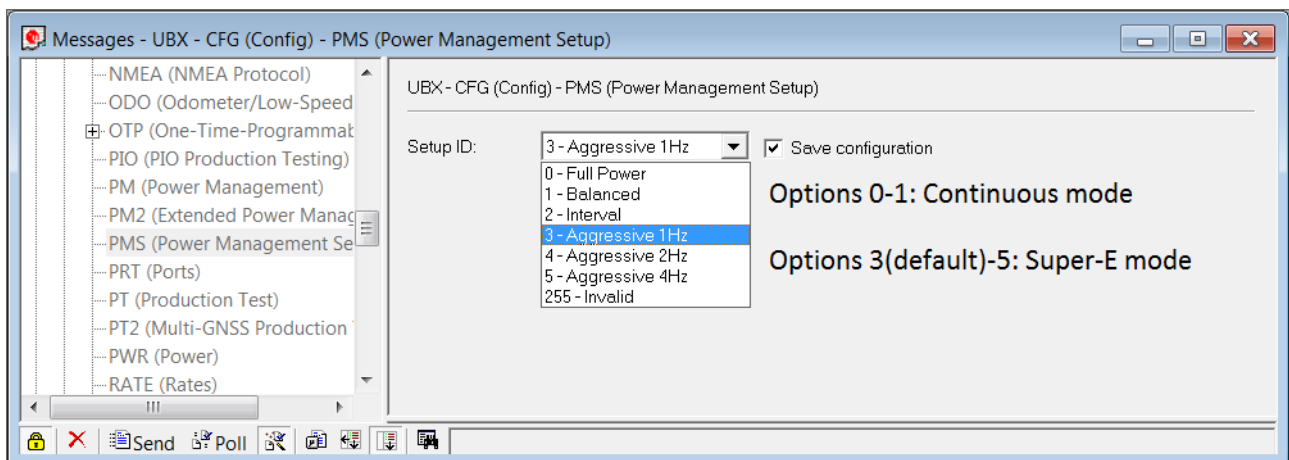 Messages - UBX - CFG (Config) - PMS (Power Management Setup)
NMEA (NMEA Protocol)
ODO (Odometer/Low-Speed
OTP (One-Time-Programmab
PIO (PIO Production Testing)
PM (Power Management)
PM2 (Extended Power Manag
PMS (Power Management Se
PRT (Ports)
PT (Production Test)
PT2 (Multi-GNSS Production
PWR (Power)
RATE (Rates)
UBX - CFG (Config) - PMS (Power Management Setup)
Setup ID: 3 - Aggressive 1Hz Save configuration
0 - Full Power
1 - Balanced
2 - Interval
3 - Aggressive 1Hz
4 - Aggressive 2Hz
5 - Aggressive 4Hz
255 - Invalid
Options 0-1: Continuous mode
Options 3(default)-5: Super-E mode
Send Poll